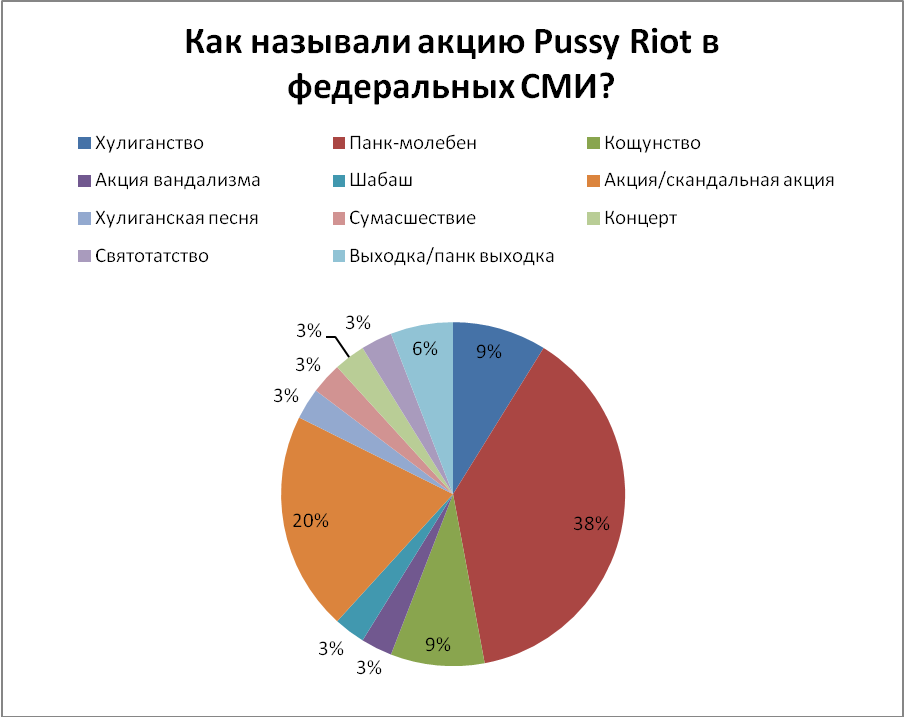 Как называли акцию Pussy Riot в
федеральных СМИ?
Хулиганство
Панк-молебен
Кощунство
Акция вандализма
Шабаш
Акция/скандальная акция
Хулиганская песня
Сумасшествие
Концерт
Святотатство
Выходка/панк выходка
9%
38%
9%
3%
3%
20%
3%
3%
3%
3%
6%